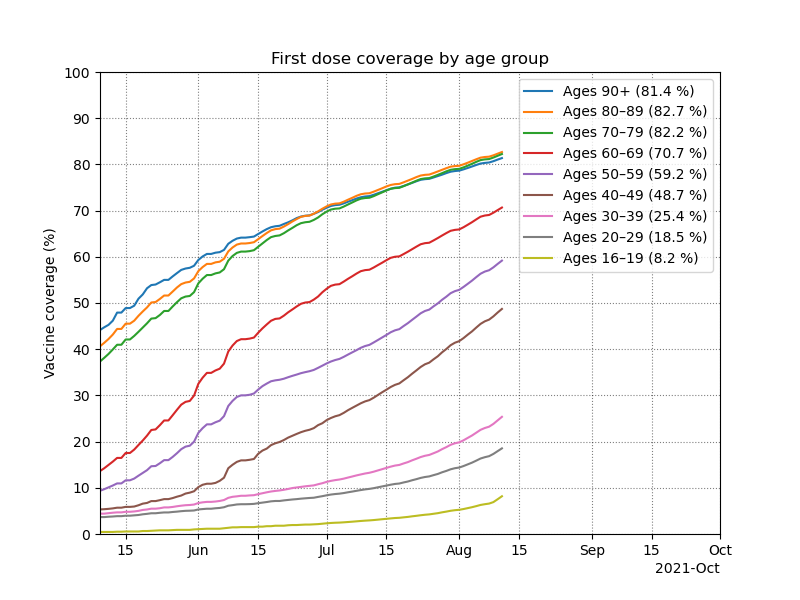 First dose coverage by age group
Vaccine coverage (%)
100
90
80
70
60
50
40
30
20
10
0
Ages 90+ (81.4 %)
Ages 80–89 (82.7 %)
Ages 70–79 (82.2 %)
Ages 60–69 (70.7 %)
Ages 50–59 (59.2 %)
Ages 40–49 (48.7 %)
Ages 30–39 (25.4 %)
Ages 20–29 (18.5 %)
Ages 16–19 (8.2 %)
15 Jun 15 Jul 15 Aug 15 Sep 15 Oct
2021-Oct